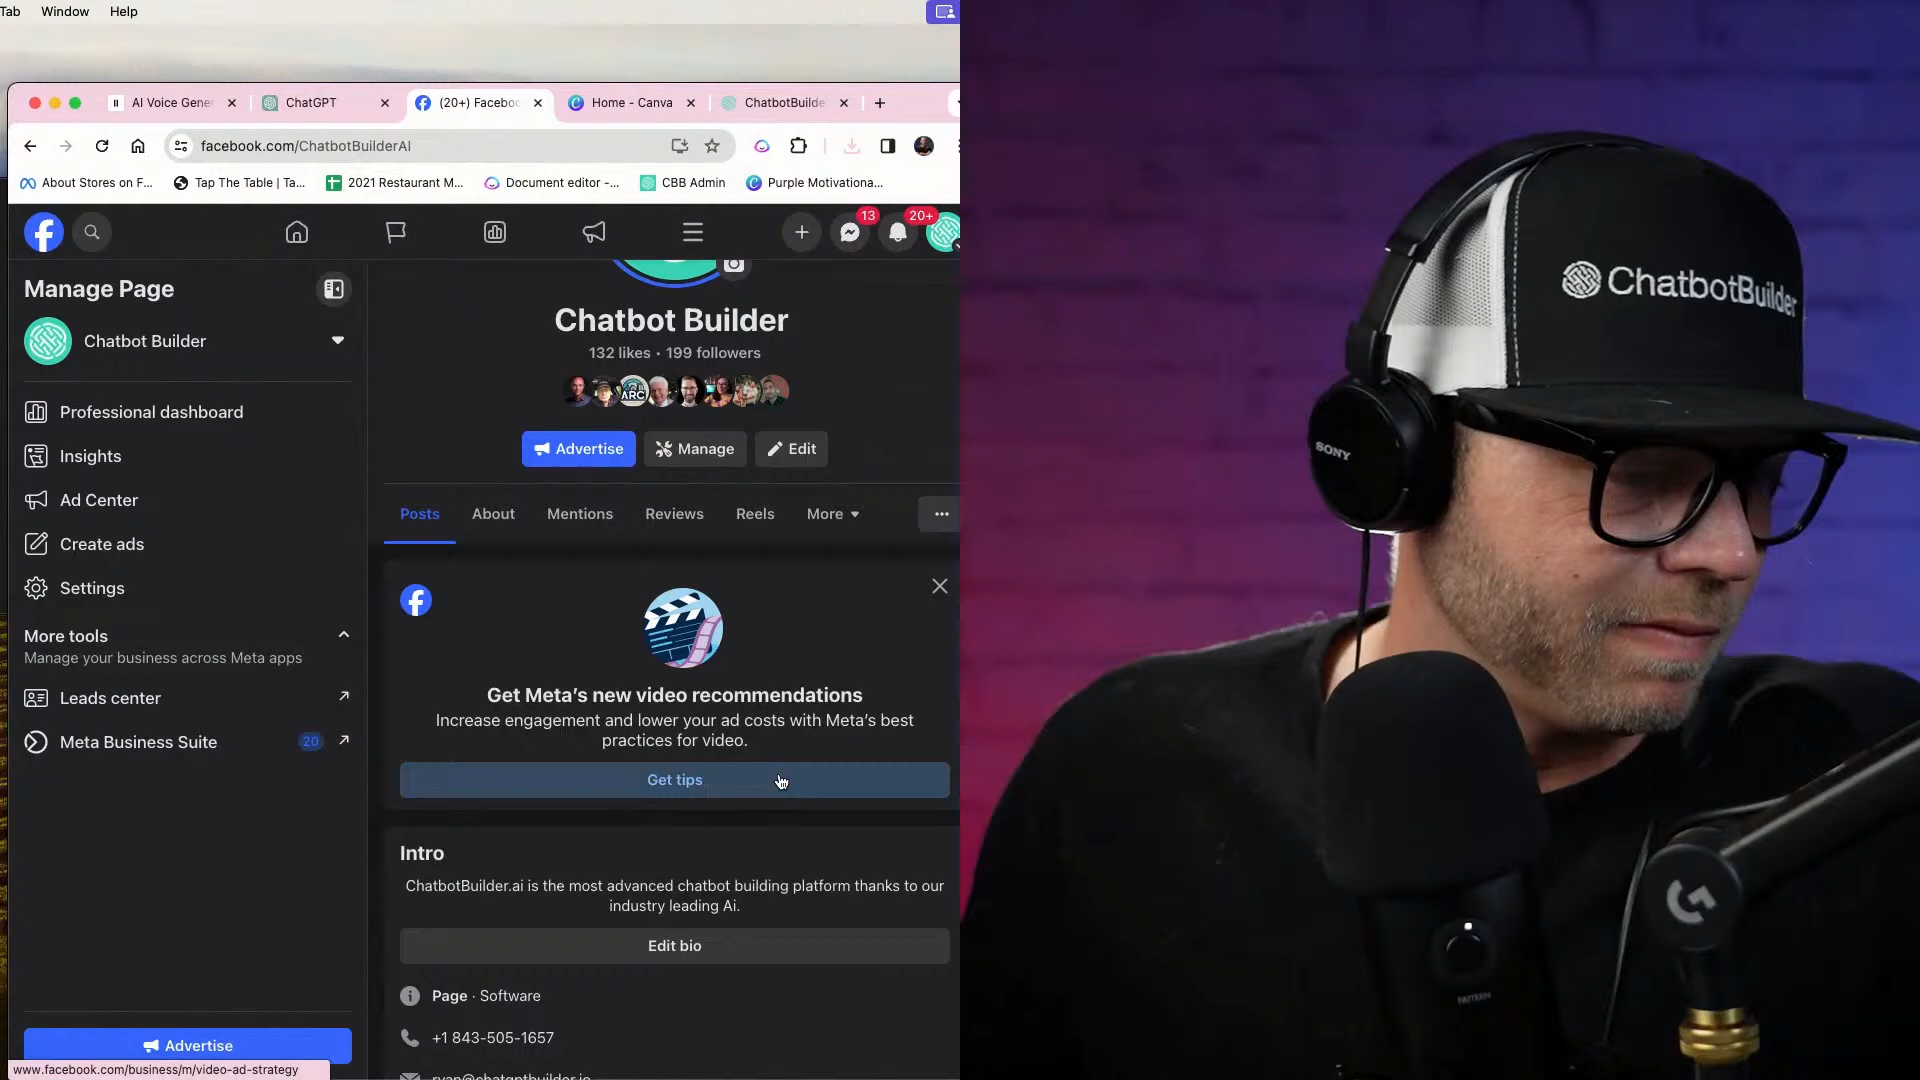 Tab Window Help
AI Voice Gene
ChatGPT
(20+) Facebo
Home - Canva
ChatbotBuilde
facebook.com/ChatbotBuilderAI
About Stores on F...
Tap The Table | Ta...
2021 Restaurant M...
Document editor -...
CBB Admin
Purple Motivationa...
13
20+
Manage Page
Chatbot Builder
Professional dashboard
Insights
Ad Center
Create ads
Settings
More tools
Manage your business across Meta apps
Leads center
Meta Business Suite
20
Advertise
www.facebook.com/business/m/video-ad-strategy
Chatbot Builder
132 likes • 199 followers
ARC
Advertise
Manage
Edit
Posts
About
Mentions
Reviews
Reels
More
Get Meta's new video recommendations
Increase engagement and lower your ad costs with Meta's best
practices for video.
Get tips
Intro
ChatbotBuilder.ai is the most advanced chatbot building platform thanks to our
industry leading Ai.
Edit bio
Page · Software
+1 843-505-1657
ryan@chatgptbuilder.io
ChatbotBuilder
SONY
PATTERN